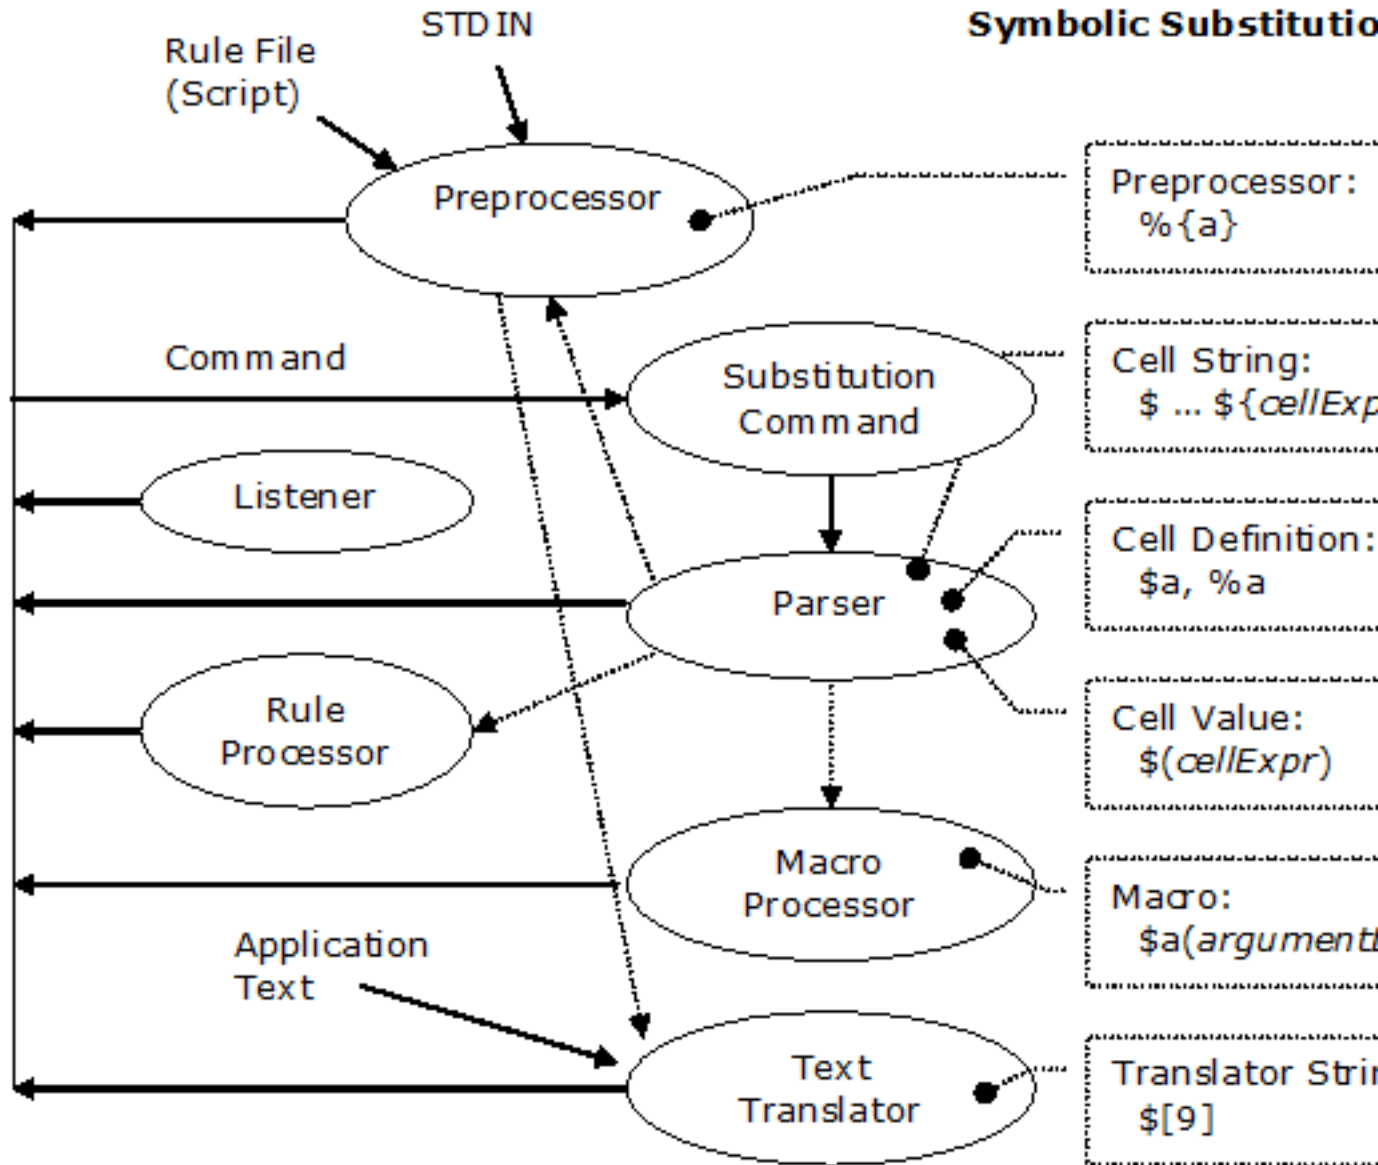 STDIN
Symbolic Substitutio
Rule File
(Script)
Preprocessor
Preprocessor:
%{a}
Command
Substitution
Command
Cell String:
$ ... ${cellExp
Listener
Cell Definition:
$a, %a
Parser
Rule
Processor
Cell Value:
$(cellExpr)
Macro
Processor
Macro:
$a(argument
Application
Text
Text
Translator
Translator Strin
$[9]